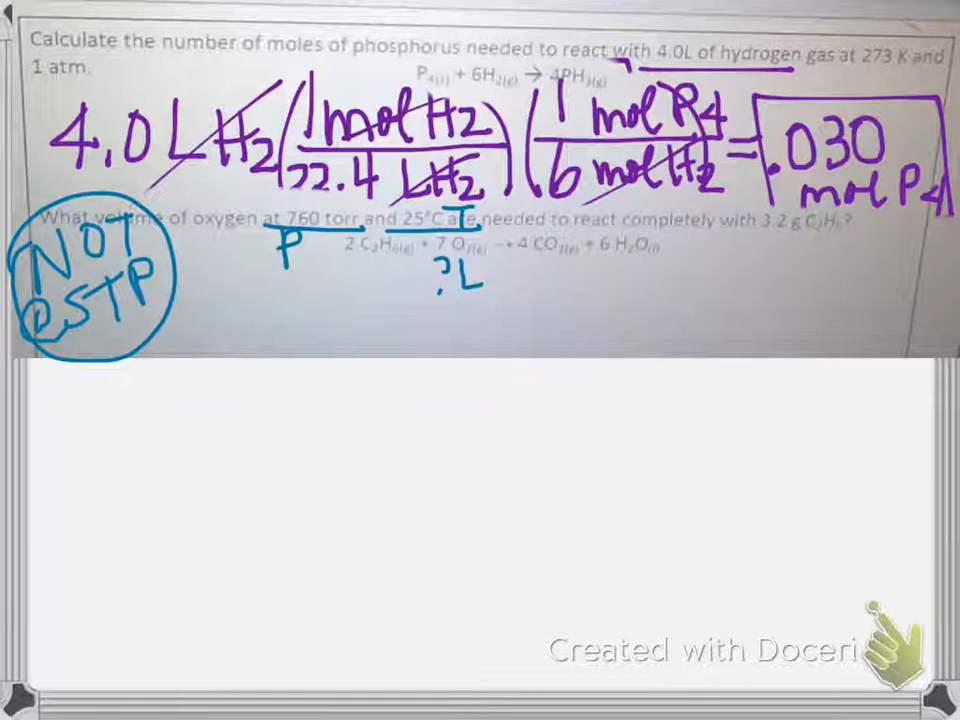 Calculate the number of moles of phosphorus needed to react with 4.0L of hydrogen gas at 273 K and
1 atm.
P4(s) + 6H2(g) → 4PH3(g)
4.0 L H2 (1 mol H2 / 22.4 L H2) (1 mol P4 / 6 mol H2) = .030 mol P4
What volume of oxygen at 760 torr and 25°C are needed to react completely with 3.2 g C2H6?
P T
2 C2H6(g) + 7 O2(g) → 4 CO2(g) + 6 H2O(l)
? L
NOT
@STP
Created with Doceri